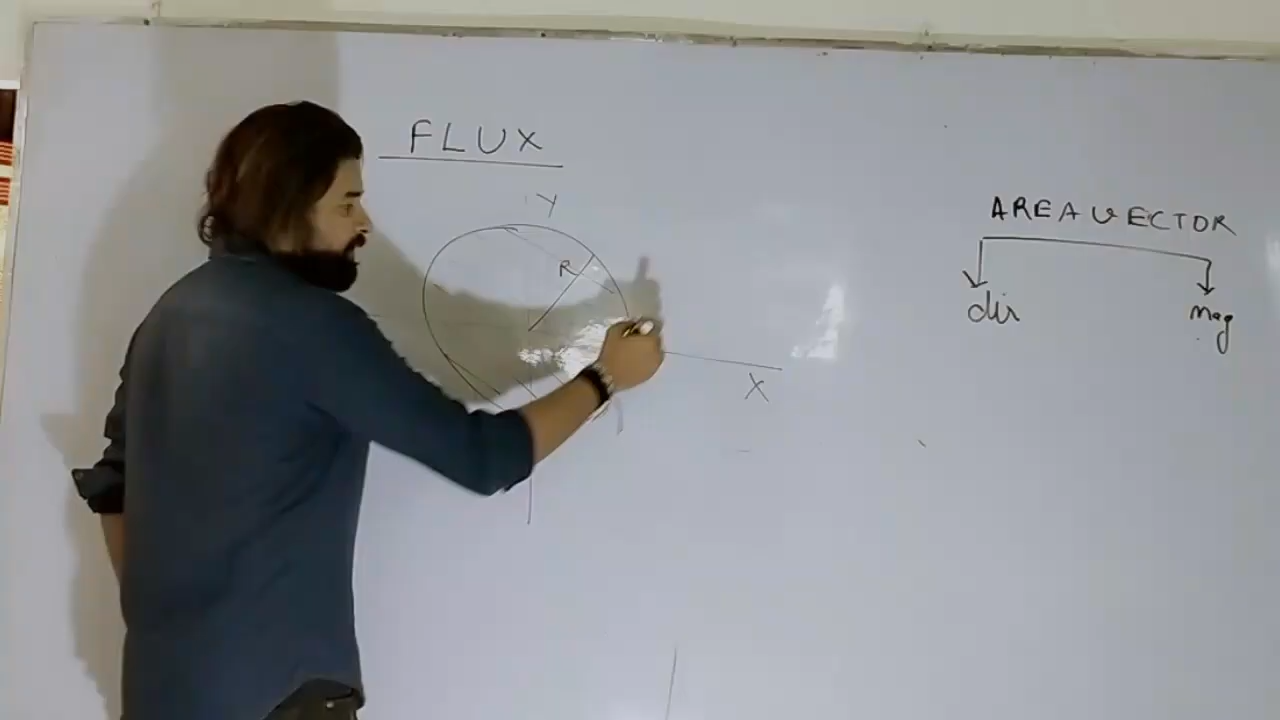 FLUX
Y
R
X
AREA VECTOR
dir
mag